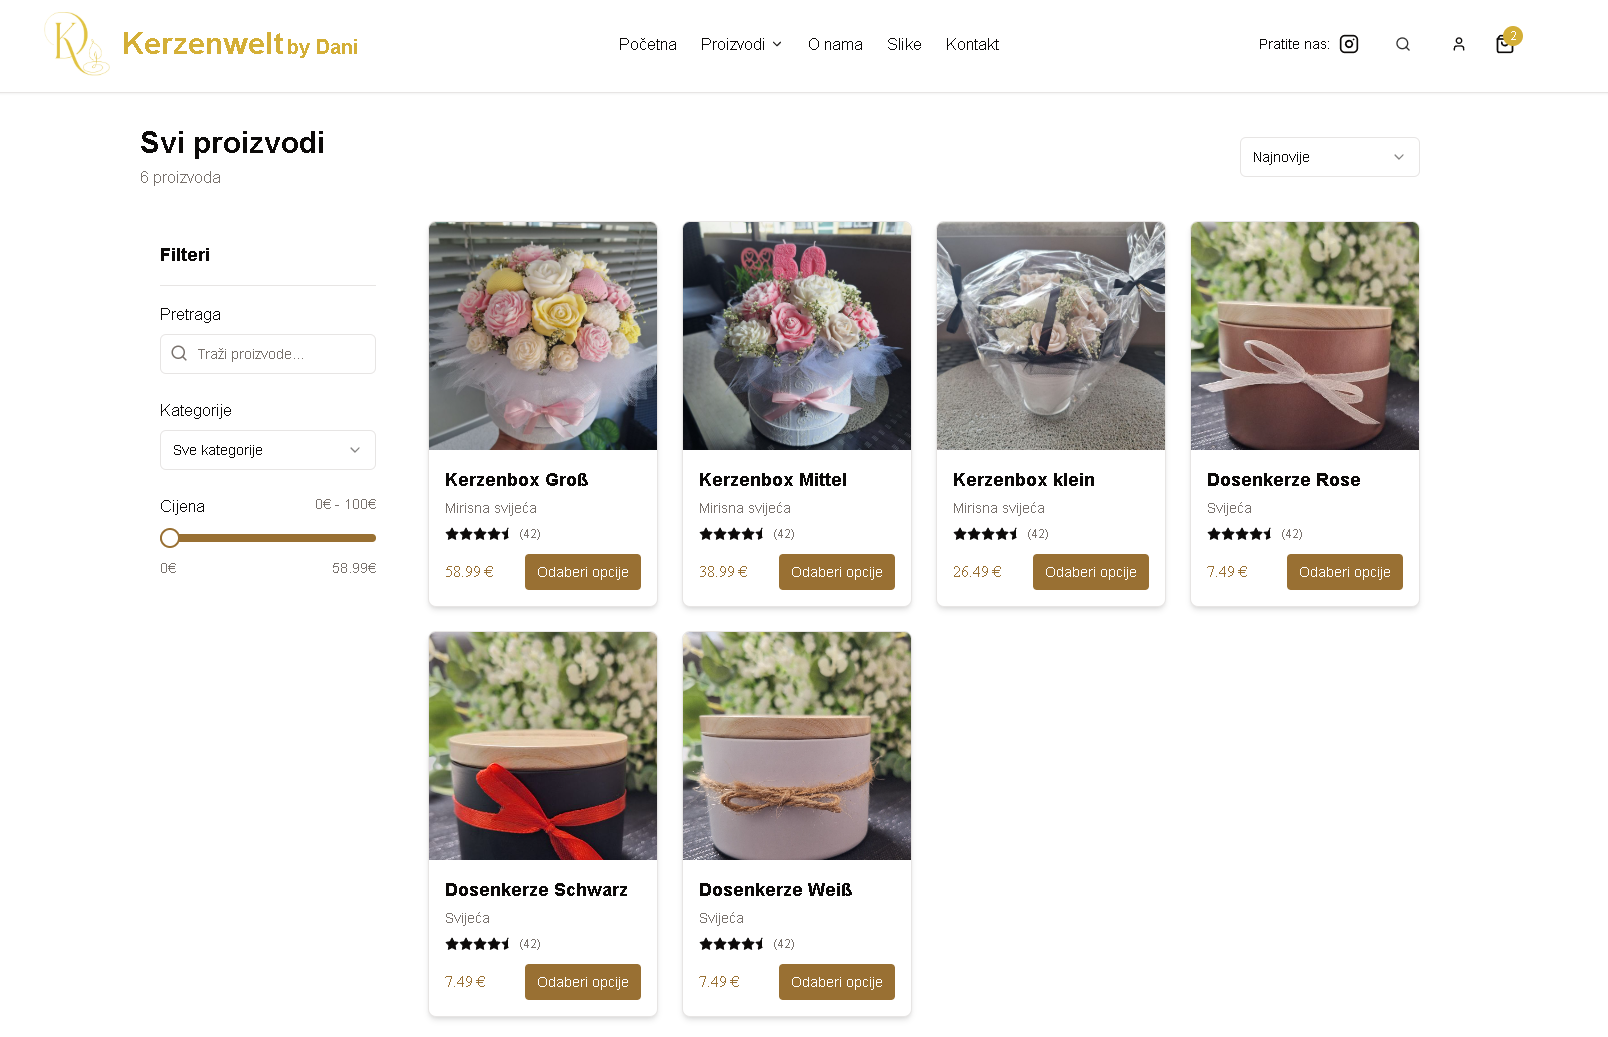 Kerzenwelt by Dani
Početna
Proizvodi
O nama
Slike
Kontakt
Pratite nas:
2
Svi proizvodi
6 proizvoda
Najnovije
Filteri
Pretraga
Traži proizvode...
Kategorije
Sve kategorije
Cijena
0€ - 100€
0€
58.99€
Kerzenbox Groß
Mirisna svijeća
(42)
58.99 €
Odaberi opcije
Kerzenbox Mittel
Mirisna svijeća
(42)
38.99 €
Odaberi opcije
Kerzenbox klein
Mirisna svijeća
(42)
26.49 €
Odaberi opcije
Dosenkerze Rose
Svijeća
(42)
7.49 €
Odaberi opcije
Dosenkerze Schwarz
Svijeća
(42)
7.49 €
Odaberi opcije
Dosenkerze Weiß
Svijeća
(42)
7.49 €
Odaberi opcije